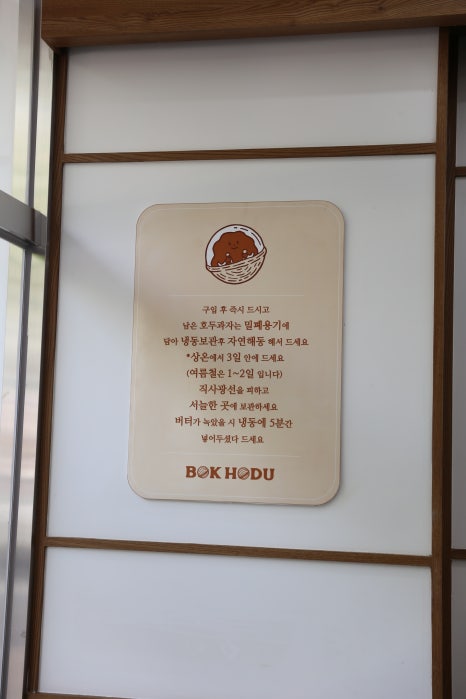 구입 후 즉시 드시고
남은 호두과자는 밀폐용기에
담아 냉동보관후 자연해동 해서 드세요
*상온에서 3일 안에 드세요
(여름철은 1~2일 입니다)
직사광선을 피하고
서늘한 곳에 보관하세요
버터가 녹았을 시 냉동에 5분간
넣어두셨다 드세요
BOK HODU